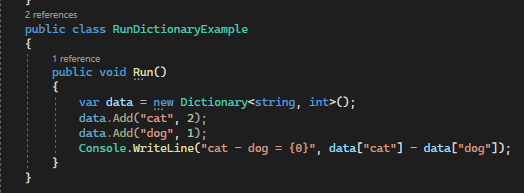 }
2 references
public class RunDictionaryExample
{
1 reference
public void Run()
{
var data = new Dictionary<string, int>();
data.Add("cat", 2);
data.Add("dog", 1);
Console.WriteLine("cat - dog = {0}", data["cat"] - data["dog"]);
}
}